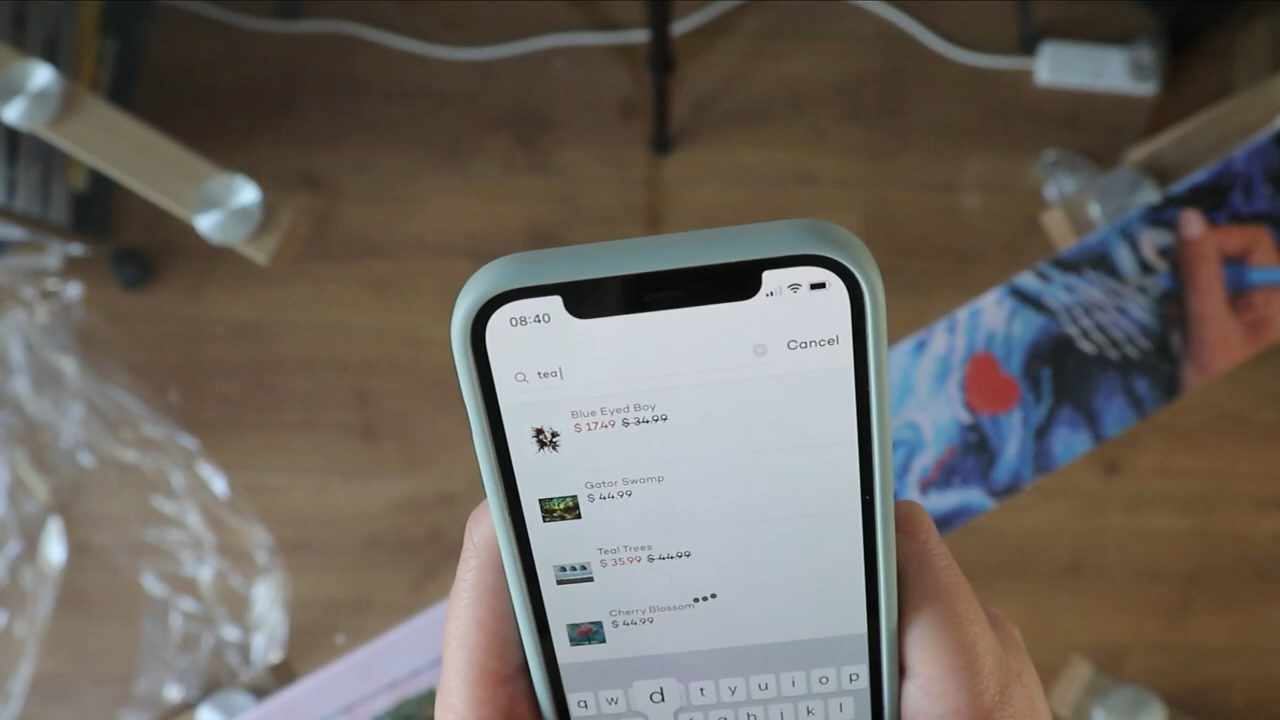 08:40
tea
Cancel
Blue Eyed Boy
$ 17.49 $ 34.99
Gator Swamp
$ 44.99
Teal Trees
$ 35.99 $ 44.99
Cherry Blossom
$ 44.99
q w d t y u i o p
g h j k l